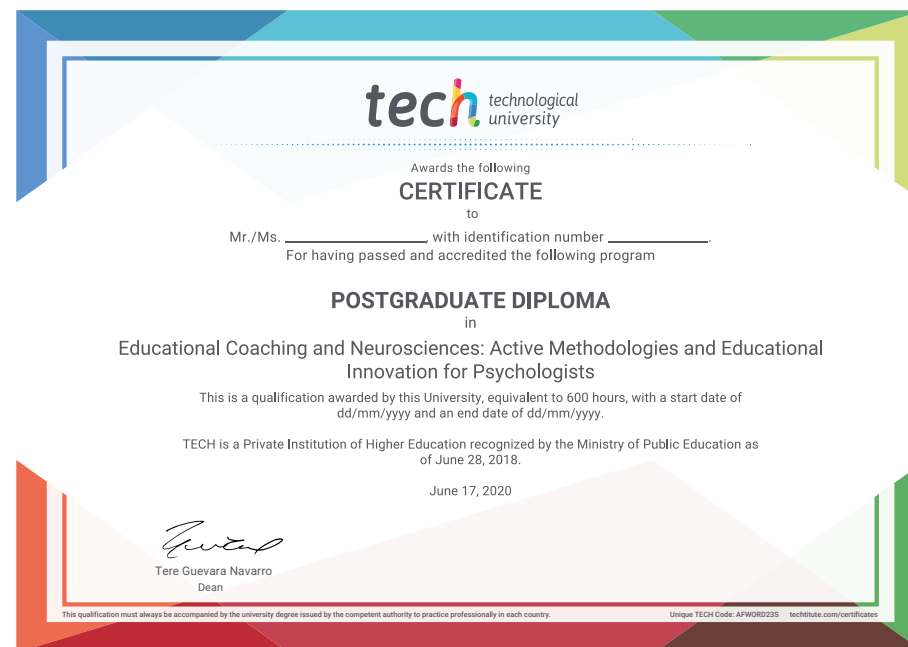 tech technological
university
Awards the following
CERTIFICATE
to
Mr./Ms. ____________________, with identification number ______________.
For having passed and accredited the following program
POSTGRADUATE DIPLOMA
in
Educational Coaching and Neurosciences: Active Methodologies and Educational
Innovation for Psychologists
This is a qualification awarded by this University, equivalent to 600 hours, with a start date of
dd/mm/yyyy and an end date of dd/mm/yyyy.
TECH is a Private Institution of Higher Education recognized by the Ministry of Public Education as
of June 28, 2018.
June 17, 2020
Tere Guevara Navarro
Dean
This qualification must always be accompanied by the university degree issued by the competent authority to practice professionally in each country. Unique TECH Code: AFWORD23S techtitute.com/certificates